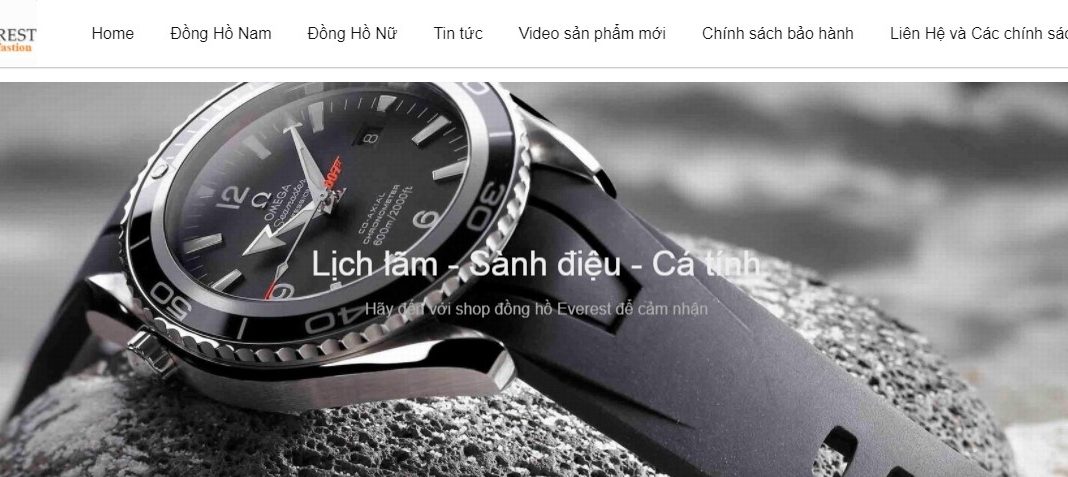 REST
fastion
Home Đồng Hồ Nam Đồng Hồ Nữ Tin tức Video sản phẩm mới Chính sách bảo hành Liên Hệ và Các chính sác
8
12
Ω
OMEGA
Seamaster
007
CO-AXIAL
CHRONOMETER
600m/2000ft
6
9
30
40
50
Lịch lãm - Sành điệu - Cá tính
Hãy đến với shop đồng hồ Everest để cảm nhận